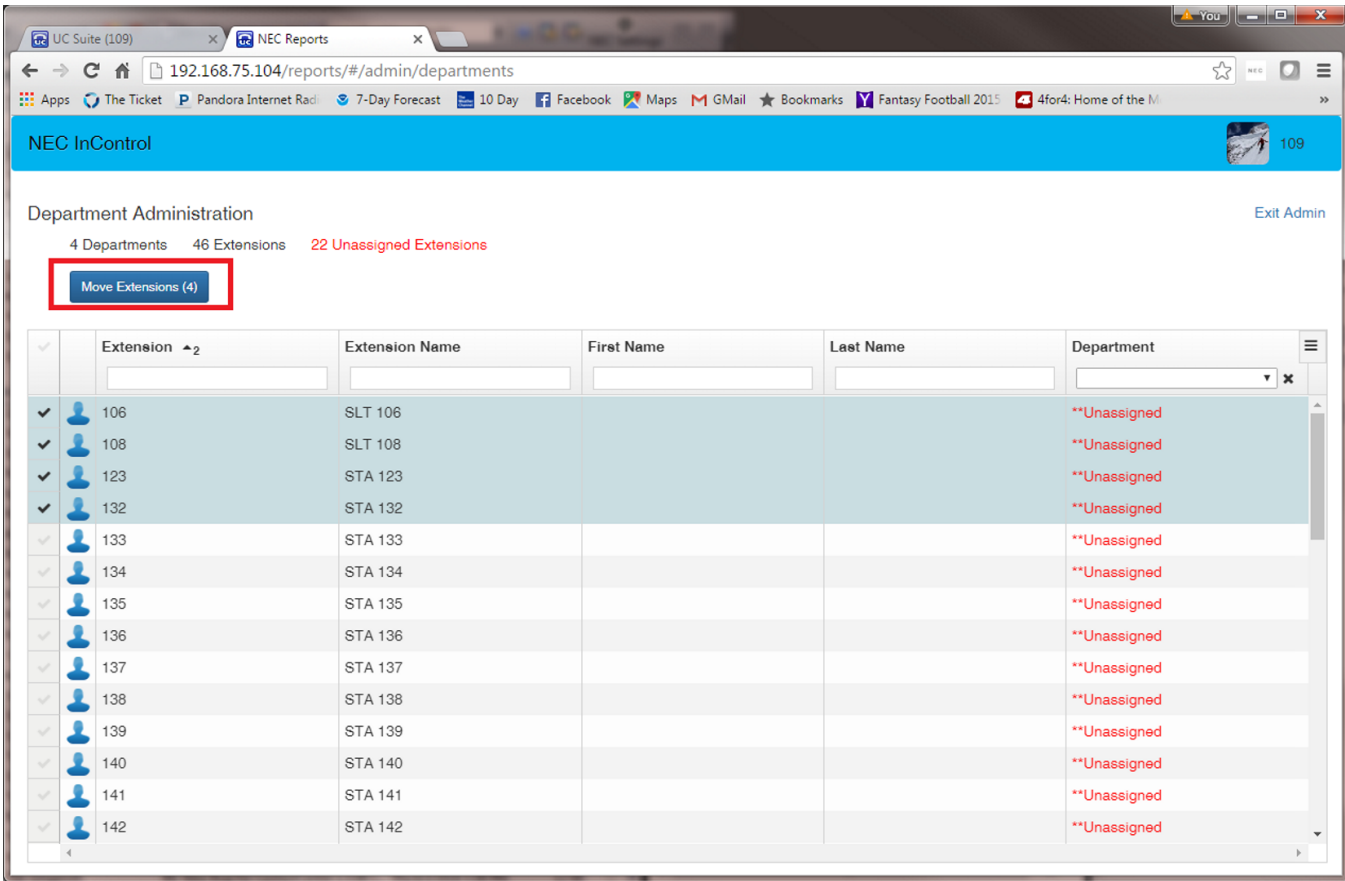 You
UC Suite (109) NEC Reports
192.168.75.104/reports/#/admin/departments NEC
Apps The Ticket P Pandora Internet Radi 7-Day Forecast 10 Day Facebook Maps GMail Bookmarks Fantasy Football 2015 4for4: Home of the M »
NEC InControl 109
Department Administration Exit Admin
4 Departments 46 Extensions 22 Unassigned Extensions
Move Extensions (4)
Extension 2 Extension Name First Name Last Name Department
106 SLT 106 **Unassigned
108 SLT 108 **Unassigned
123 STA 123 **Unassigned
132 STA 132 **Unassigned
133 STA 133 **Unassigned
134 STA 134 **Unassigned
135 STA 135 **Unassigned
136 STA 136 **Unassigned
137 STA 137 **Unassigned
138 STA 138 **Unassigned
139 STA 139 **Unassigned
140 STA 140 **Unassigned
141 STA 141 **Unassigned
142 STA 142 **Unassigned